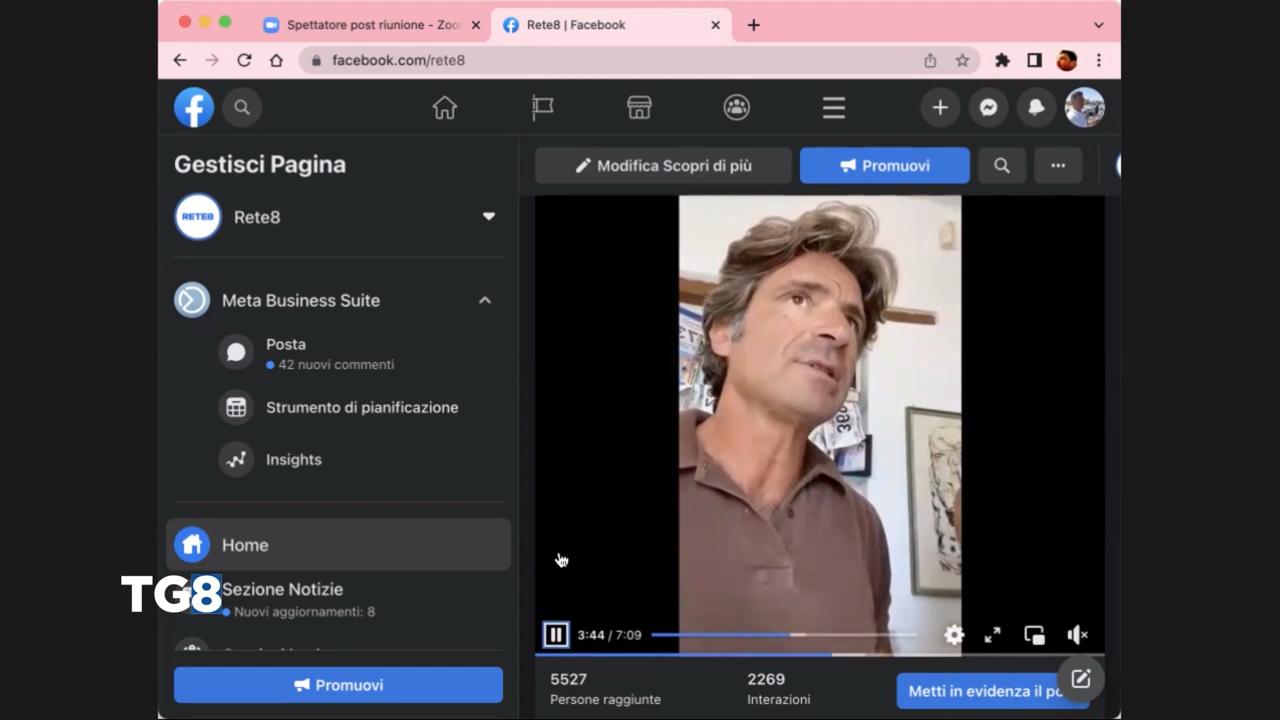 Spettatore post riunione - Zoo
Rete8 | Facebook
facebook.com/rete8
Gestisci Pagina
Modifica Scopri di più
Promuovi
RETE8
Rete8
Meta Business Suite
Posta
42 nuovi commenti
Strumento di pianificazione
Insights
Home
TG8
Sezione Notizie
Nuovi aggiornamenti: 8
Promuovi
3:44 / 7:09
5527
Persone raggiunte
2269
Interazioni
Metti in evidenza il po